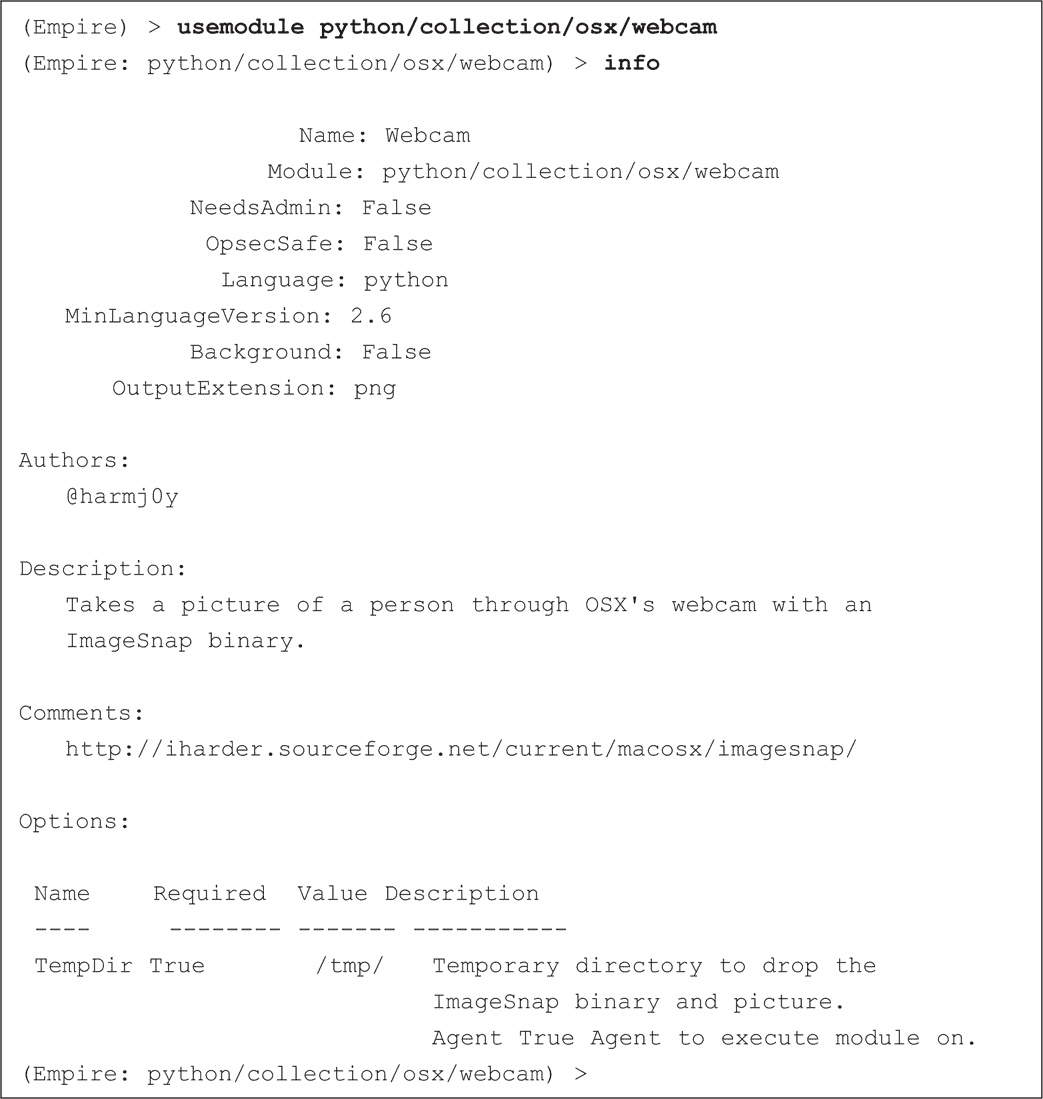 (Empire) > usemodule python/collection/osx/webcam
(Empire: python/collection/osx/webcam) > info
Name: Webcam
Module: python/collection/osx/webcam
NeedsAdmin: False
OpsecSafe: False
Language: python
MinLanguageVersion: 2.6
Background: False
OutputExtension: png
Authors:
@harmj0y
Description:
Takes a picture of a person through OSX's webcam with an
ImageSnap binary.
Comments:
http://iharder.sourceforge.net/current/macosx/imagesnap/
Options:
Name Required Value Description
---- -------- ------- -----------
TempDir True /tmp/ Temporary directory to drop the
ImageSnap binary and picture.
Agent True Agent to execute module on.
(Empire: python/collection/osx/webcam) >